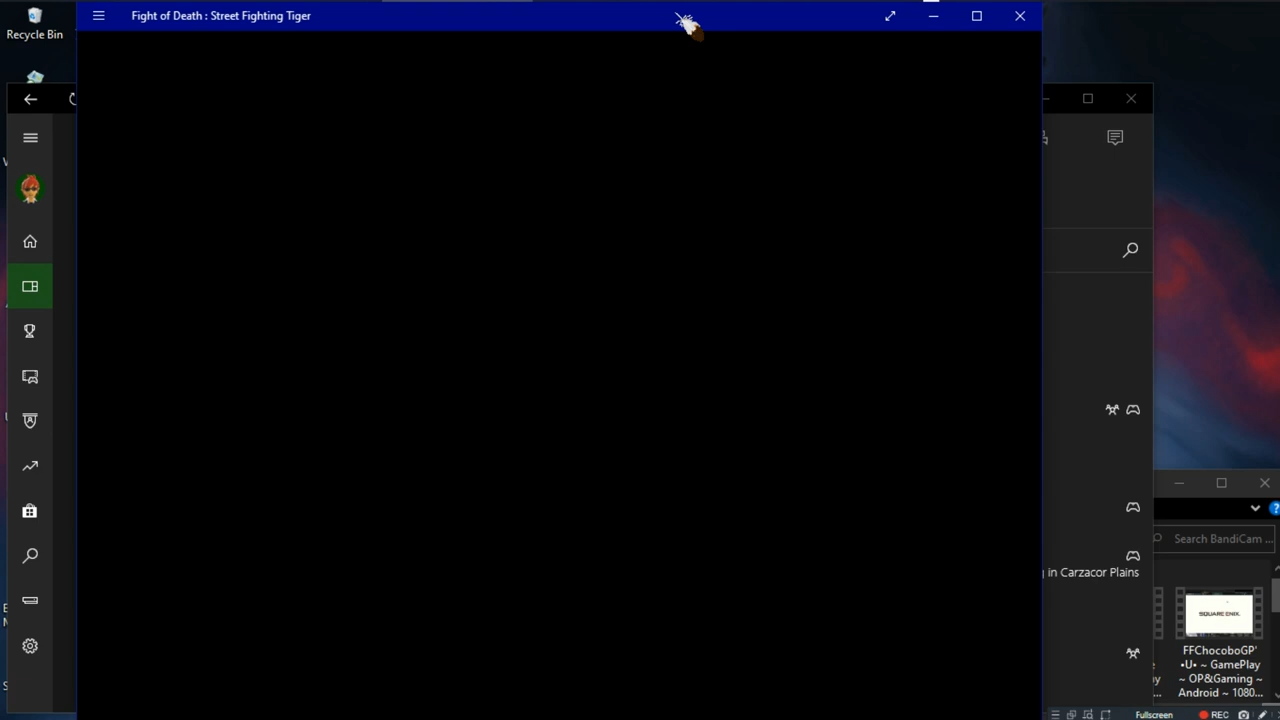 Fight of Death : Street Fighting Tiger
Recycle Bin
in Carzacor Plains
Search BandiCam ...
SQUARE ENIX.
FFChocoboGP'
•U• ~ GamePlay
~ OP&Gaming ~
Android ~ 1080...
Fullscreen
REC